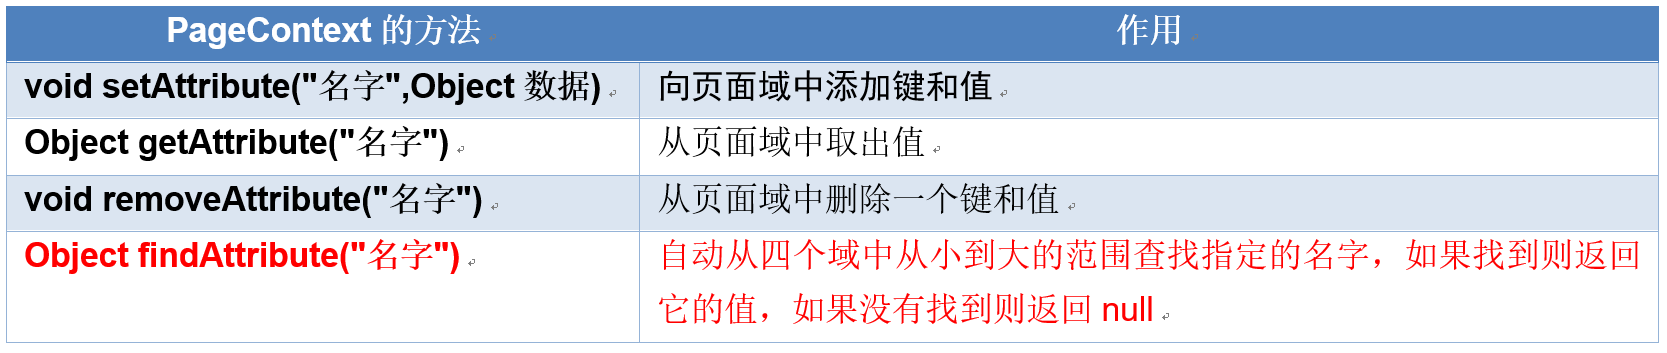 PageContext 的方法 作用
void setAttribute("名字",Object 数据) 向页面域中添加键和值
Object getAttribute("名字") 从页面域中取出值
void removeAttribute("名字") 从页面域中删除一个键和值
Object findAttribute("名字") 自动从四个域中从小到大的范围查找指定的名字，如果找到则返回
它的值，如果没有找到则返回 null